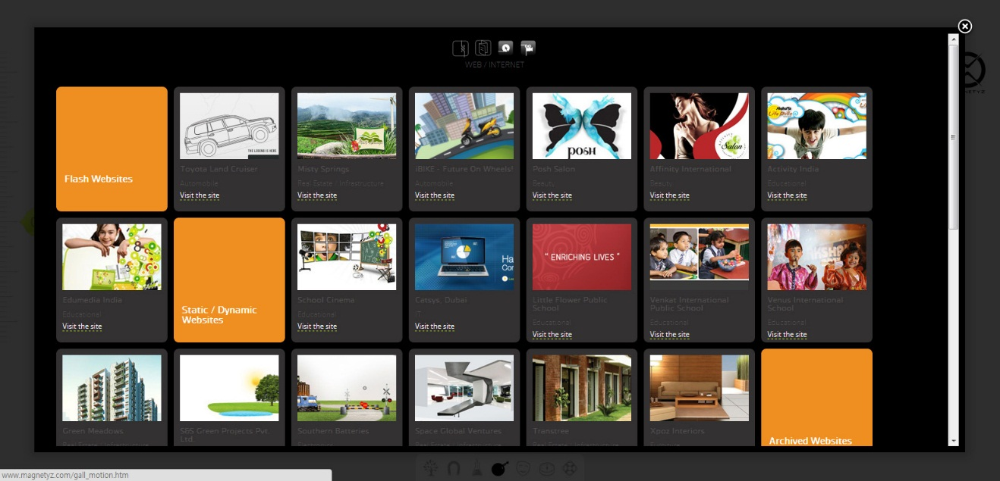 WEB / INTERNET
Flash Websites
THE LEGEND IS HERE
Toyota Land Cruiser
Automobile
Visit the site
Misty Springs
Real Estate / Infrastructure
Visit the site
iBIKE - Future On Wheels!
Automobile
Visit the site
posh
Posh Salon
Beauty
Visit the site
Salon
Affinity International
Beauty
Visit the site
Activity India
Educational
Visit the site
Edumedia India
Educational
Visit the site
Static / Dynamic
Websites
School Cinema
Educational
Visit the site
Catsys, Dubai
IT
Visit the site
“ ENRICHING LIVES ”
Little Flower Public
School
Educational
Visit the site
Venkat International
Public School
Educational
Visit the site
Venus International
School
Educational
Visit the site
Green Meadows
Real Estate / Infrastructure
S&S Green Projects Pvt.
Ltd.
Southern Batteries
Space Global Ventures
Real Estate / Infrastructure
Transtree
Real Estate / Infrastructure
Xpoz Interiors
Furniture
Archived Websites
www.magnetyz.com/gall_motion.htm